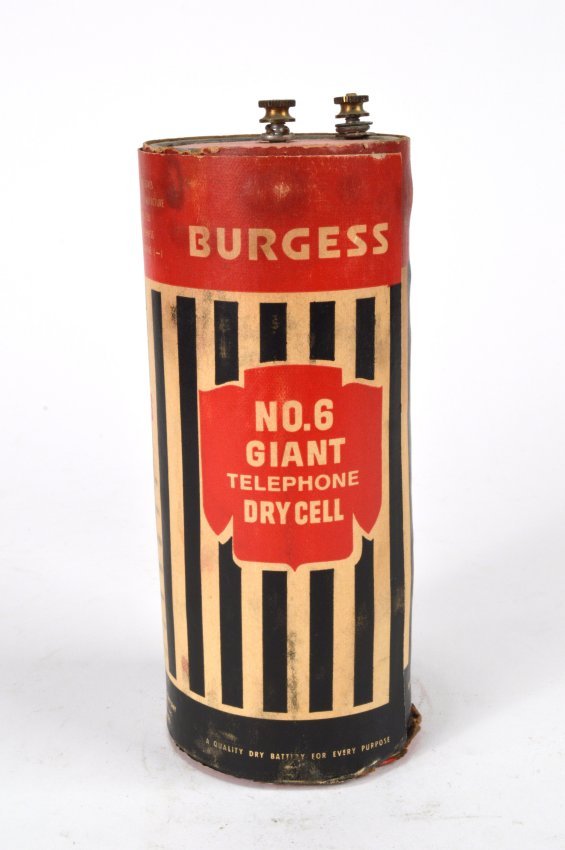 BURGESS
NO.6
GIANT
TELEPHONE
DRY CELL
A QUALITY DRY BATTERY FOR EVERY PURPOSE